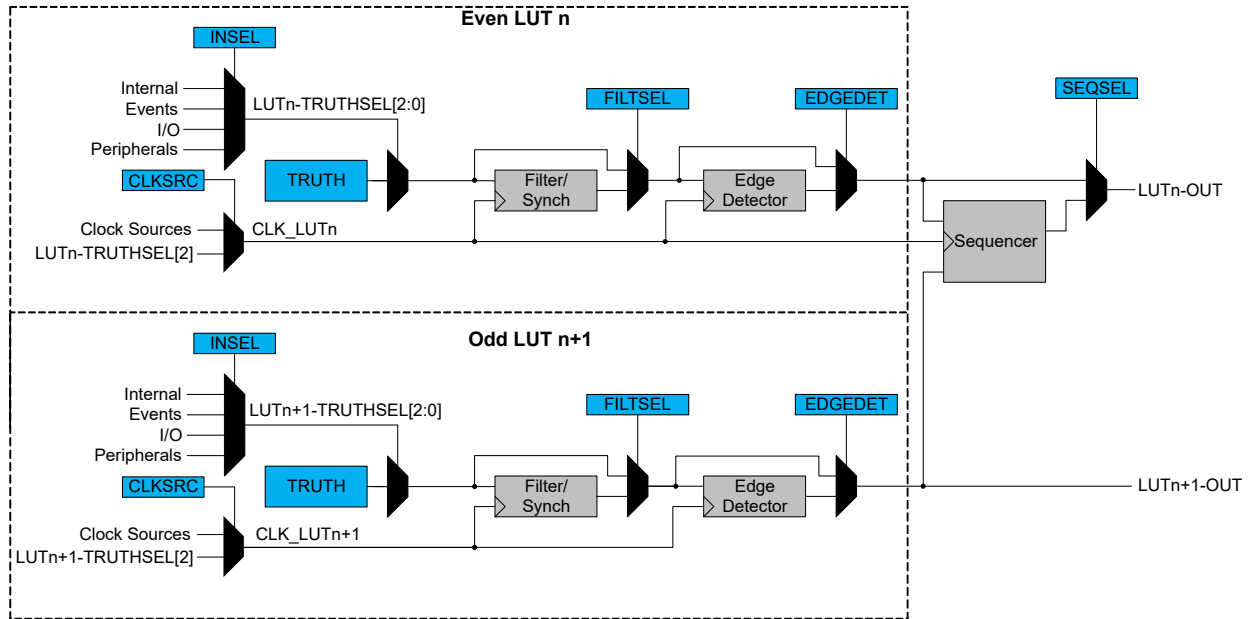 Even LUT n
INSEL
Internal
Events
I/O
Peripherals
LUTn-TRUTHSEL[2:0]
FILTSEL
EDGEDET
SEQSEL
CLKSRC
TRUTH
Filter/
Synch
Edge
Detector
LUTn-OUT
Clock Sources
LUTn-TRUTHSEL[2]
CLK_LUTn
Sequencer
Odd LUT n+1
INSEL
Internal
Events
I/O
Peripherals
LUTn+1-TRUTHSEL[2:0]
FILTSEL
EDGEDET
CLKSRC
TRUTH
Filter/
Synch
Edge
Detector
LUTn+1-OUT
Clock Sources
LUTn+1-TRUTHSEL[2]
CLK_LUTn+1